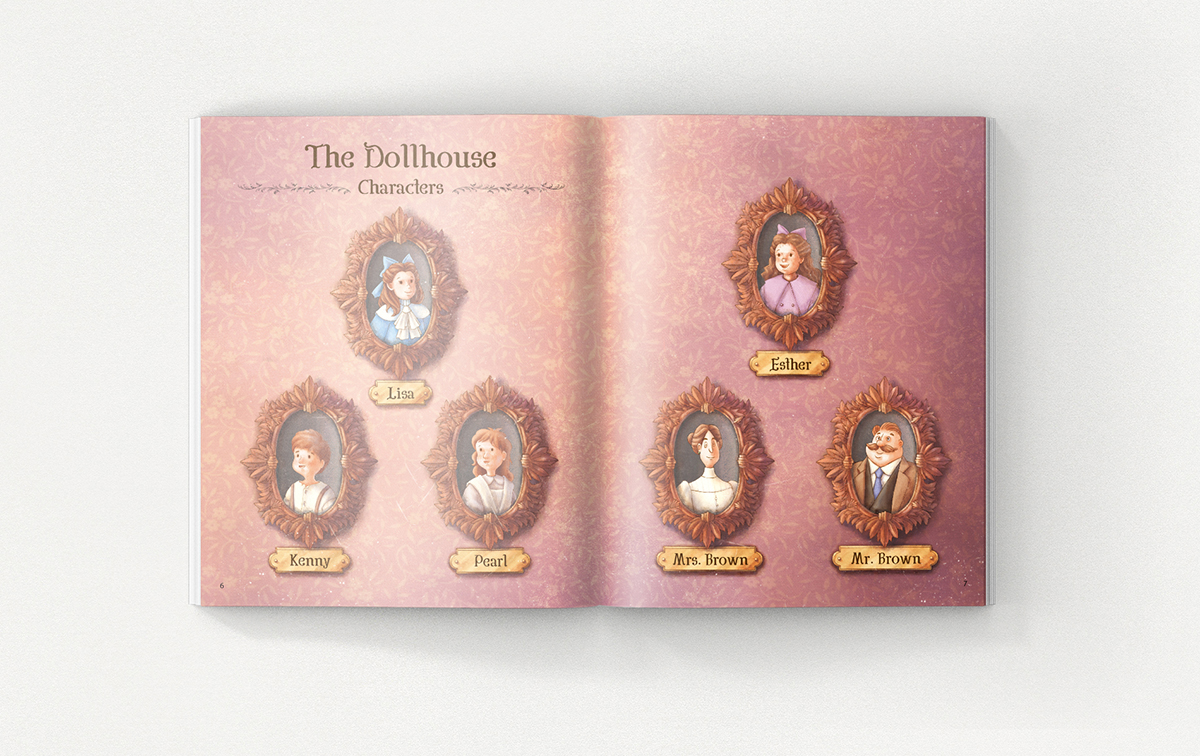 The Dollhouse
Characters
Lisa
Kenny
Pearl
6
Esther
Mrs. Brown
Mr. Brown
7